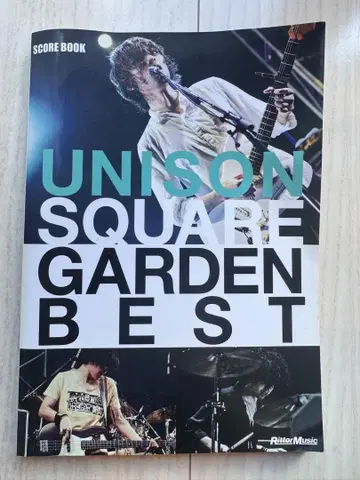 SCORE BOOK
UNISON
SQUARE
GARDEN
BEST
RittorMusic